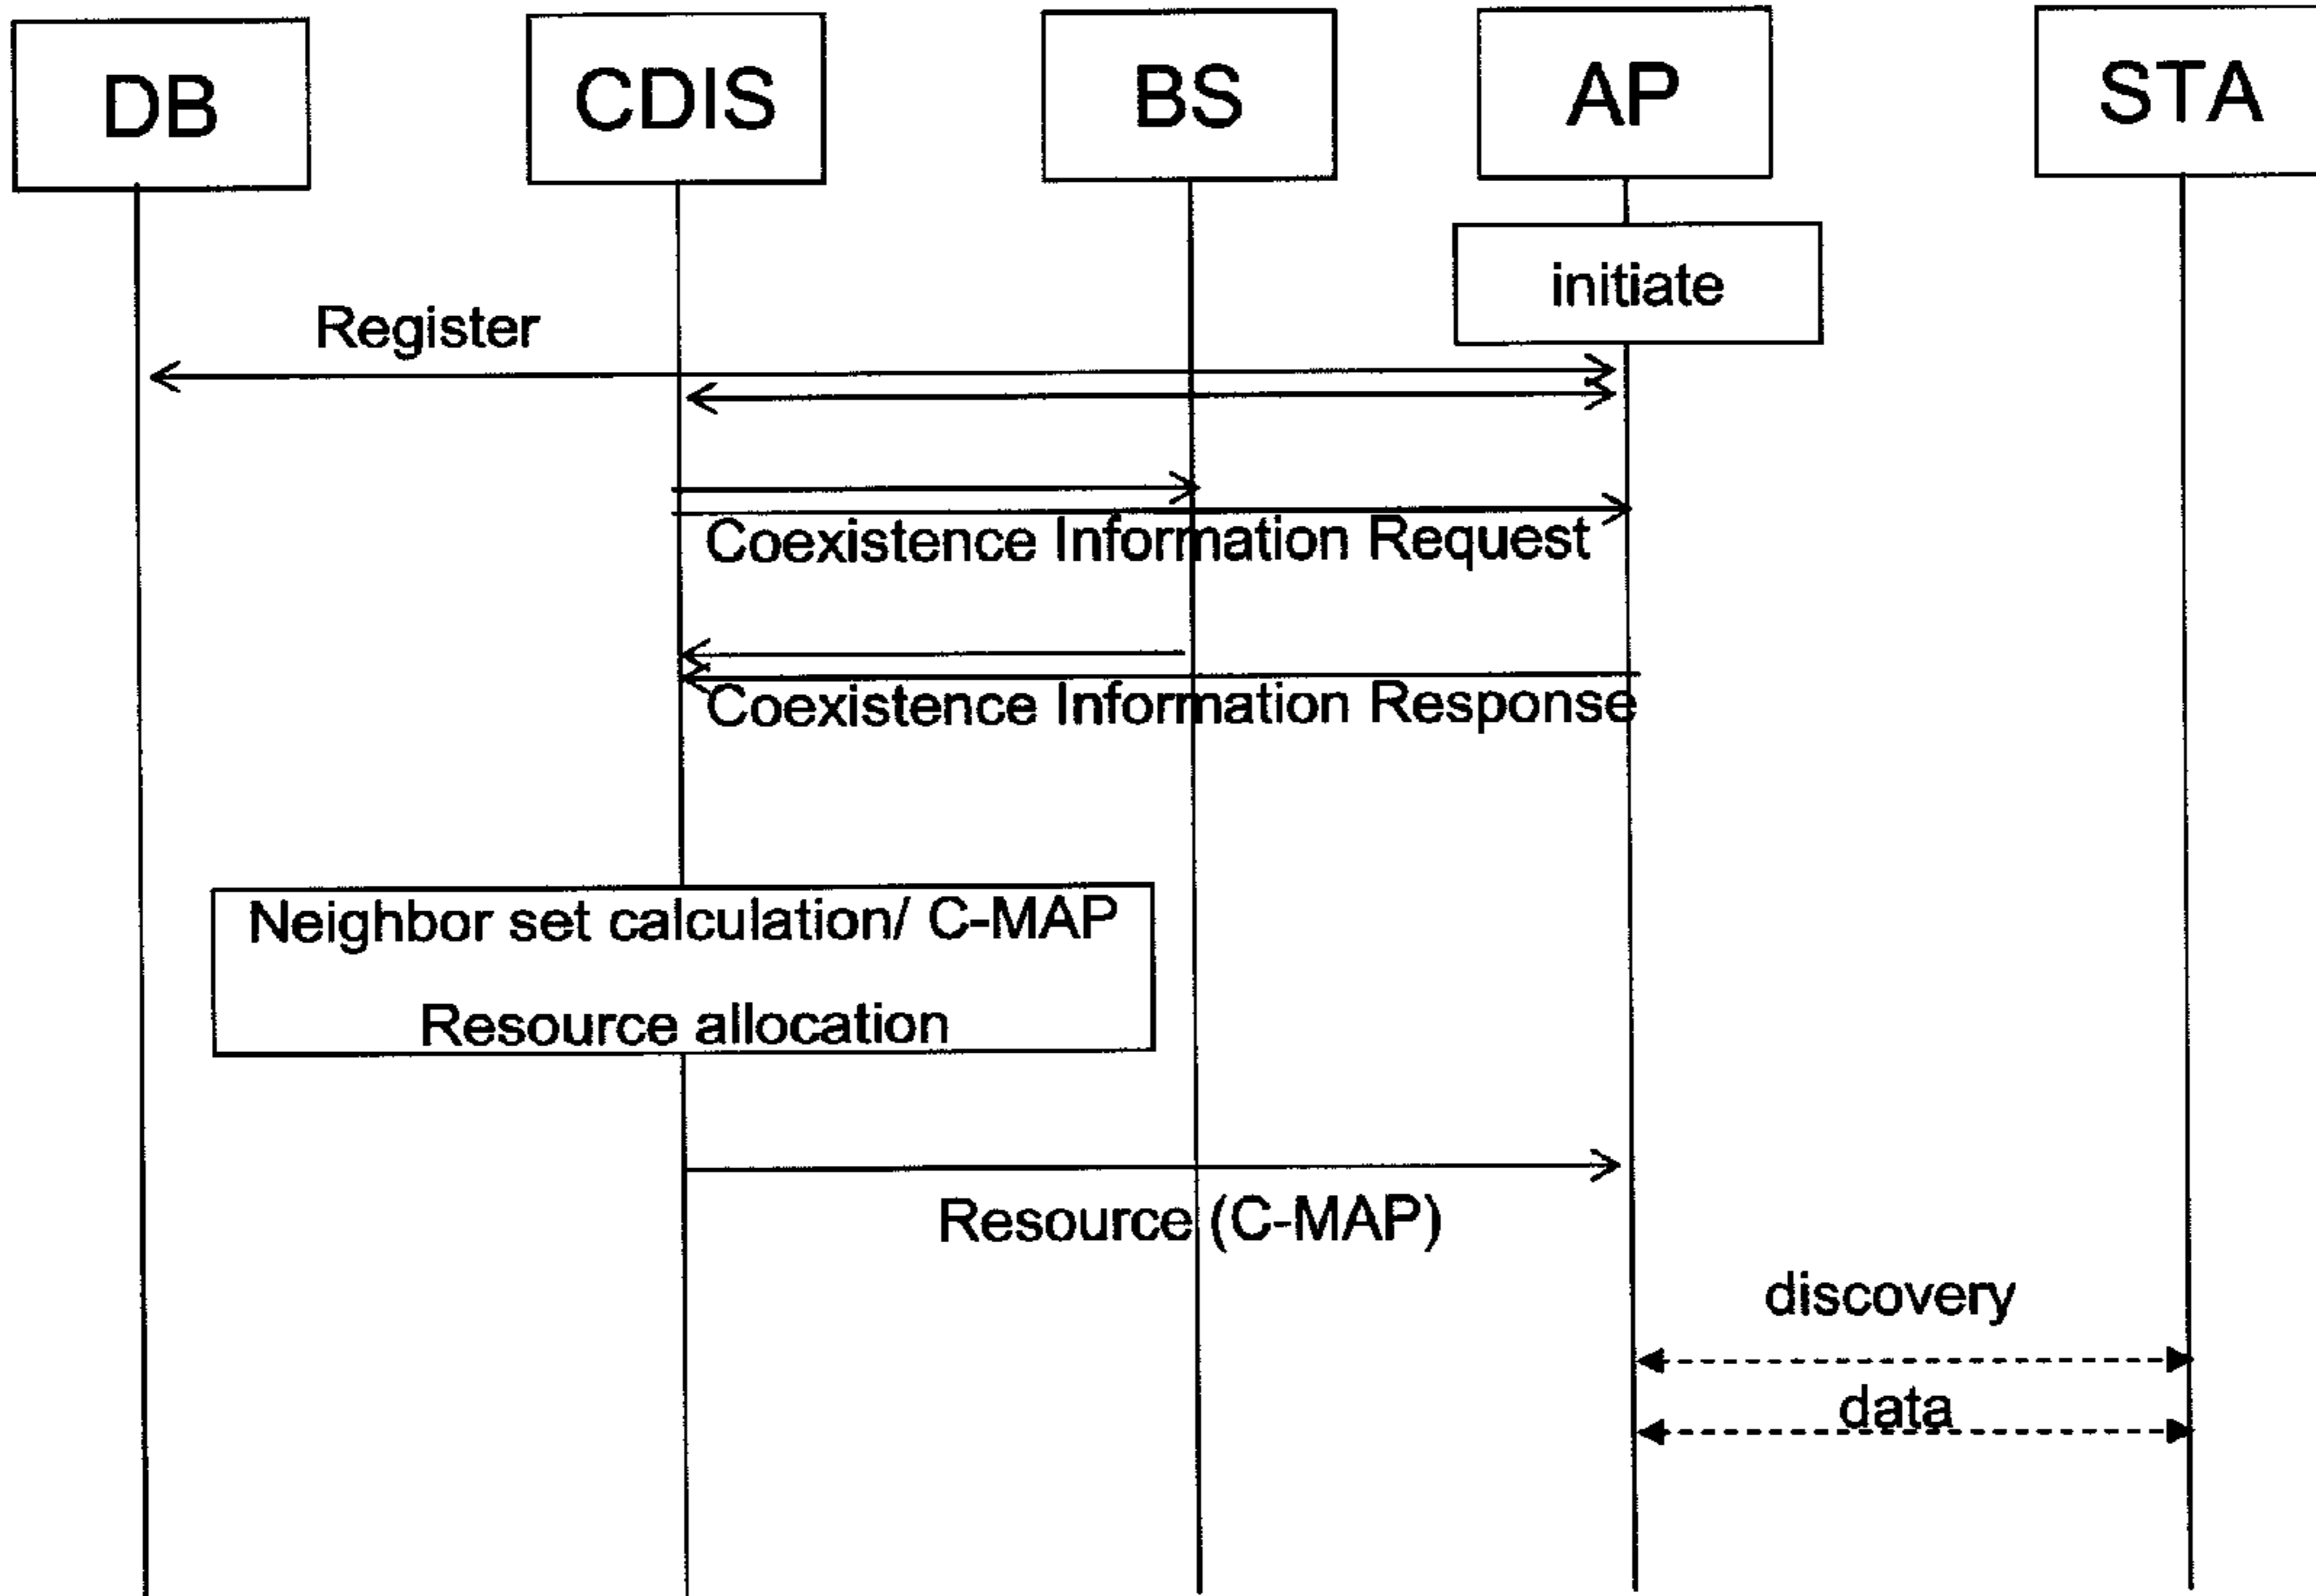 DB
CDIS
BS
AP
STA
initiate
Register
Coexistence Information Request
Coexistence Information Response
Neighbor set calculation/ C-MAP
Resource allocation
Resource (C-MAP)
discovery
data